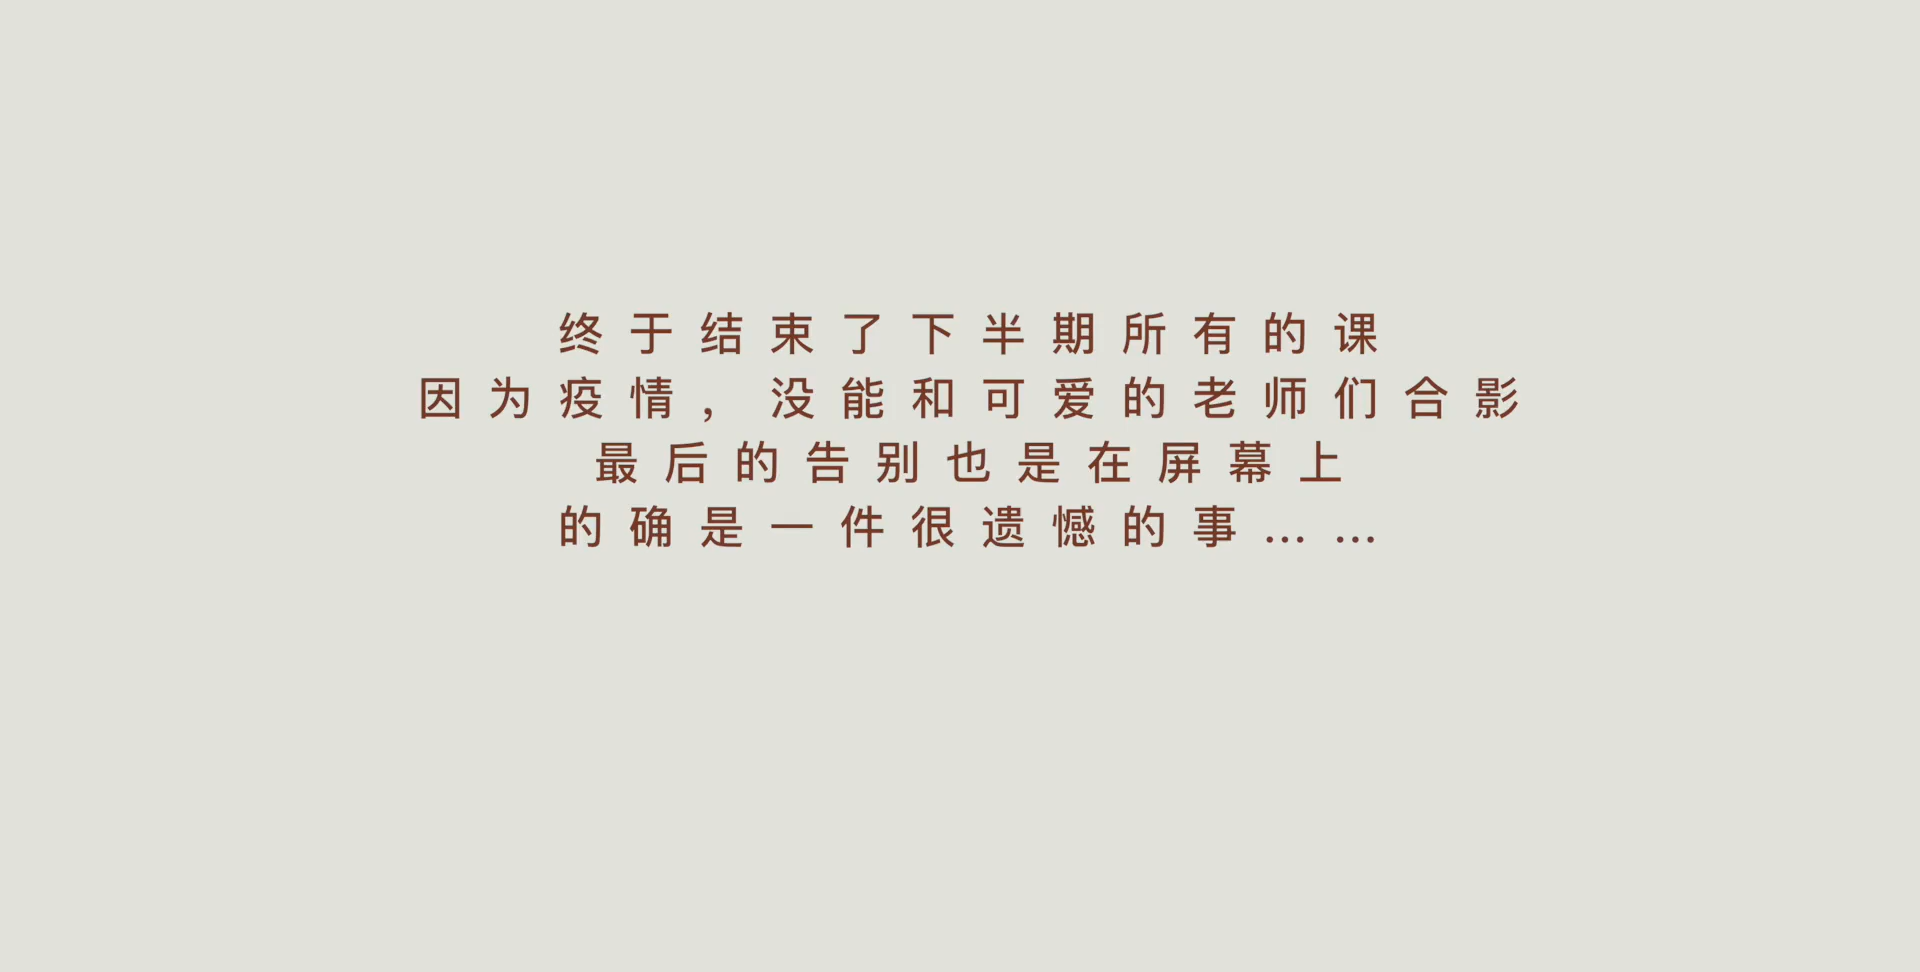 终于结束了下半期所有的课
因为疫情，没能和可爱的老师们合影
最后的告别也是在屏幕上
的确是一件很遗憾的事……